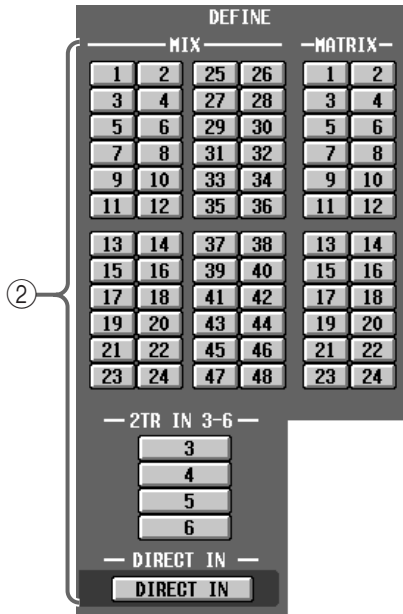 DEFINE
MIX MATRIX
1 2 25 26 1 2
3 4 27 28 3 4
5 6 29 30 5 6
7 8 31 32 7 8
9 10 33 34 9 10
11 12 35 36 11 12
13 14 37 38 13 14
15 16 39 40 15 16
② 17 18 41 42 17 18
19 20 43 44 19 20
21 22 45 46 21 22
23 24 47 48 23 24
2TR IN 3-6
3
4
5
6
DIRECT IN
DIRECT IN